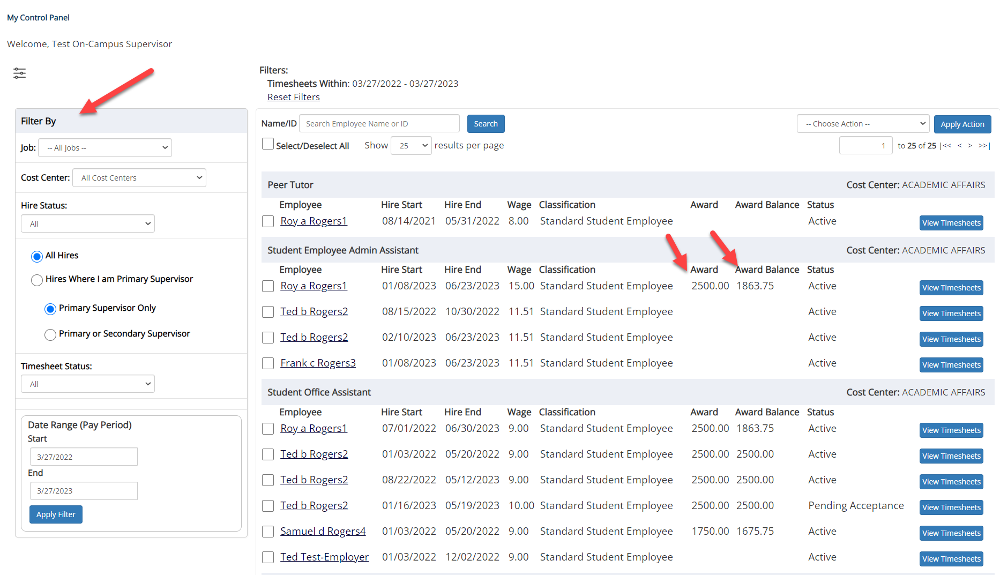 My Control Panel
Welcome, Test On-Campus Supervisor
Filter By
Job: -- All Jobs --
Cost Center: All Cost Centers
Hire Status:
All
All Hires
Hires Where I am Primary Supervisor
Primary Supervisor Only
Primary or Secondary Supervisor
Timesheet Status:
All
Date Range (Pay Period)
Start
3/27/2022
End
3/27/2023
Apply Filter
Filters:
Timesheets Within: 03/27/2022 - 03/27/2023
Reset Filters
Name/ID Search Employee Name or ID Search -- Choose Action -- Apply Action
Select/Deselect All Show 25 results per page 1 to 25 of 25 |<< < > >>|
Peer Tutor Cost Center: ACADEMIC AFFAIRS
Employee Hire Start Hire End Wage Classification Award Award Balance Status
Roy a Rogers1 08/14/2021 05/31/2022 8.00 Standard Student Employee Active View Timesheets
Student Employee Admin Assistant Cost Center: ACADEMIC AFFAIRS
Employee Hire Start Hire End Wage Classification Award Award Balance Status
Roy a Rogers1 01/08/2023 06/23/2023 15.00 Standard Student Employee 2500.00 1863.75 Active View Timesheets
Ted b Rogers2 08/15/2022 10/30/2022 11.51 Standard Student Employee Active View Timesheets
Ted b Rogers2 02/10/2023 06/23/2023 11.51 Standard Student Employee Active View Timesheets
Frank c Rogers3 01/08/2023 06/23/2023 11.51 Standard Student Employee Active View Timesheets
Student Office Assistant Cost Center: ACADEMIC AFFAIRS
Employee Hire Start Hire End Wage Classification Award Award Balance Status
Roy a Rogers1 07/01/2022 06/30/2023 9.00 Standard Student Employee 2500.00 1863.75 Active View Timesheets
Ted b Rogers2 01/03/2022 05/20/2022 9.00 Standard Student Employee 2500.00 2500.00 Active View Timesheets
Ted b Rogers2 08/22/2022 05/12/2023 9.00 Standard Student Employee 2500.00 2500.00 Active View Timesheets
Ted b Rogers2 01/16/2023 05/19/2023 10.00 Standard Student Employee 2500.00 2500.00 Pending Acceptance View Timesheets
Samuel d Rogers4 01/03/2022 05/20/2022 9.00 Standard Student Employee 1750.00 1675.75 Active View Timesheets
Ted Test-Employer 01/03/2022 12/02/2022 9.00 Standard Student Employee Active View Timesheets